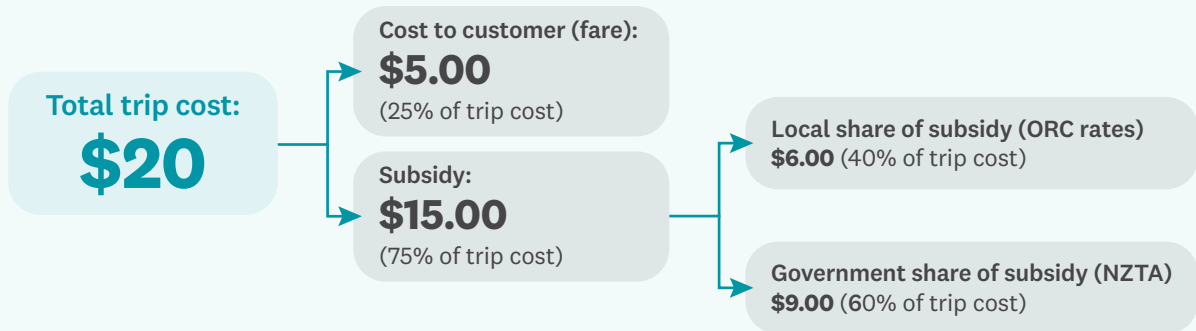 Total trip cost:
$20
Cost to customer (fare):
$5.00
(25% of trip cost)
Subsidy:
$15.00
(75% of trip cost)
Local share of subsidy (ORC rates)
$6.00 (40% of trip cost)
Government share of subsidy (NZTA)
$9.00 (60% of trip cost)